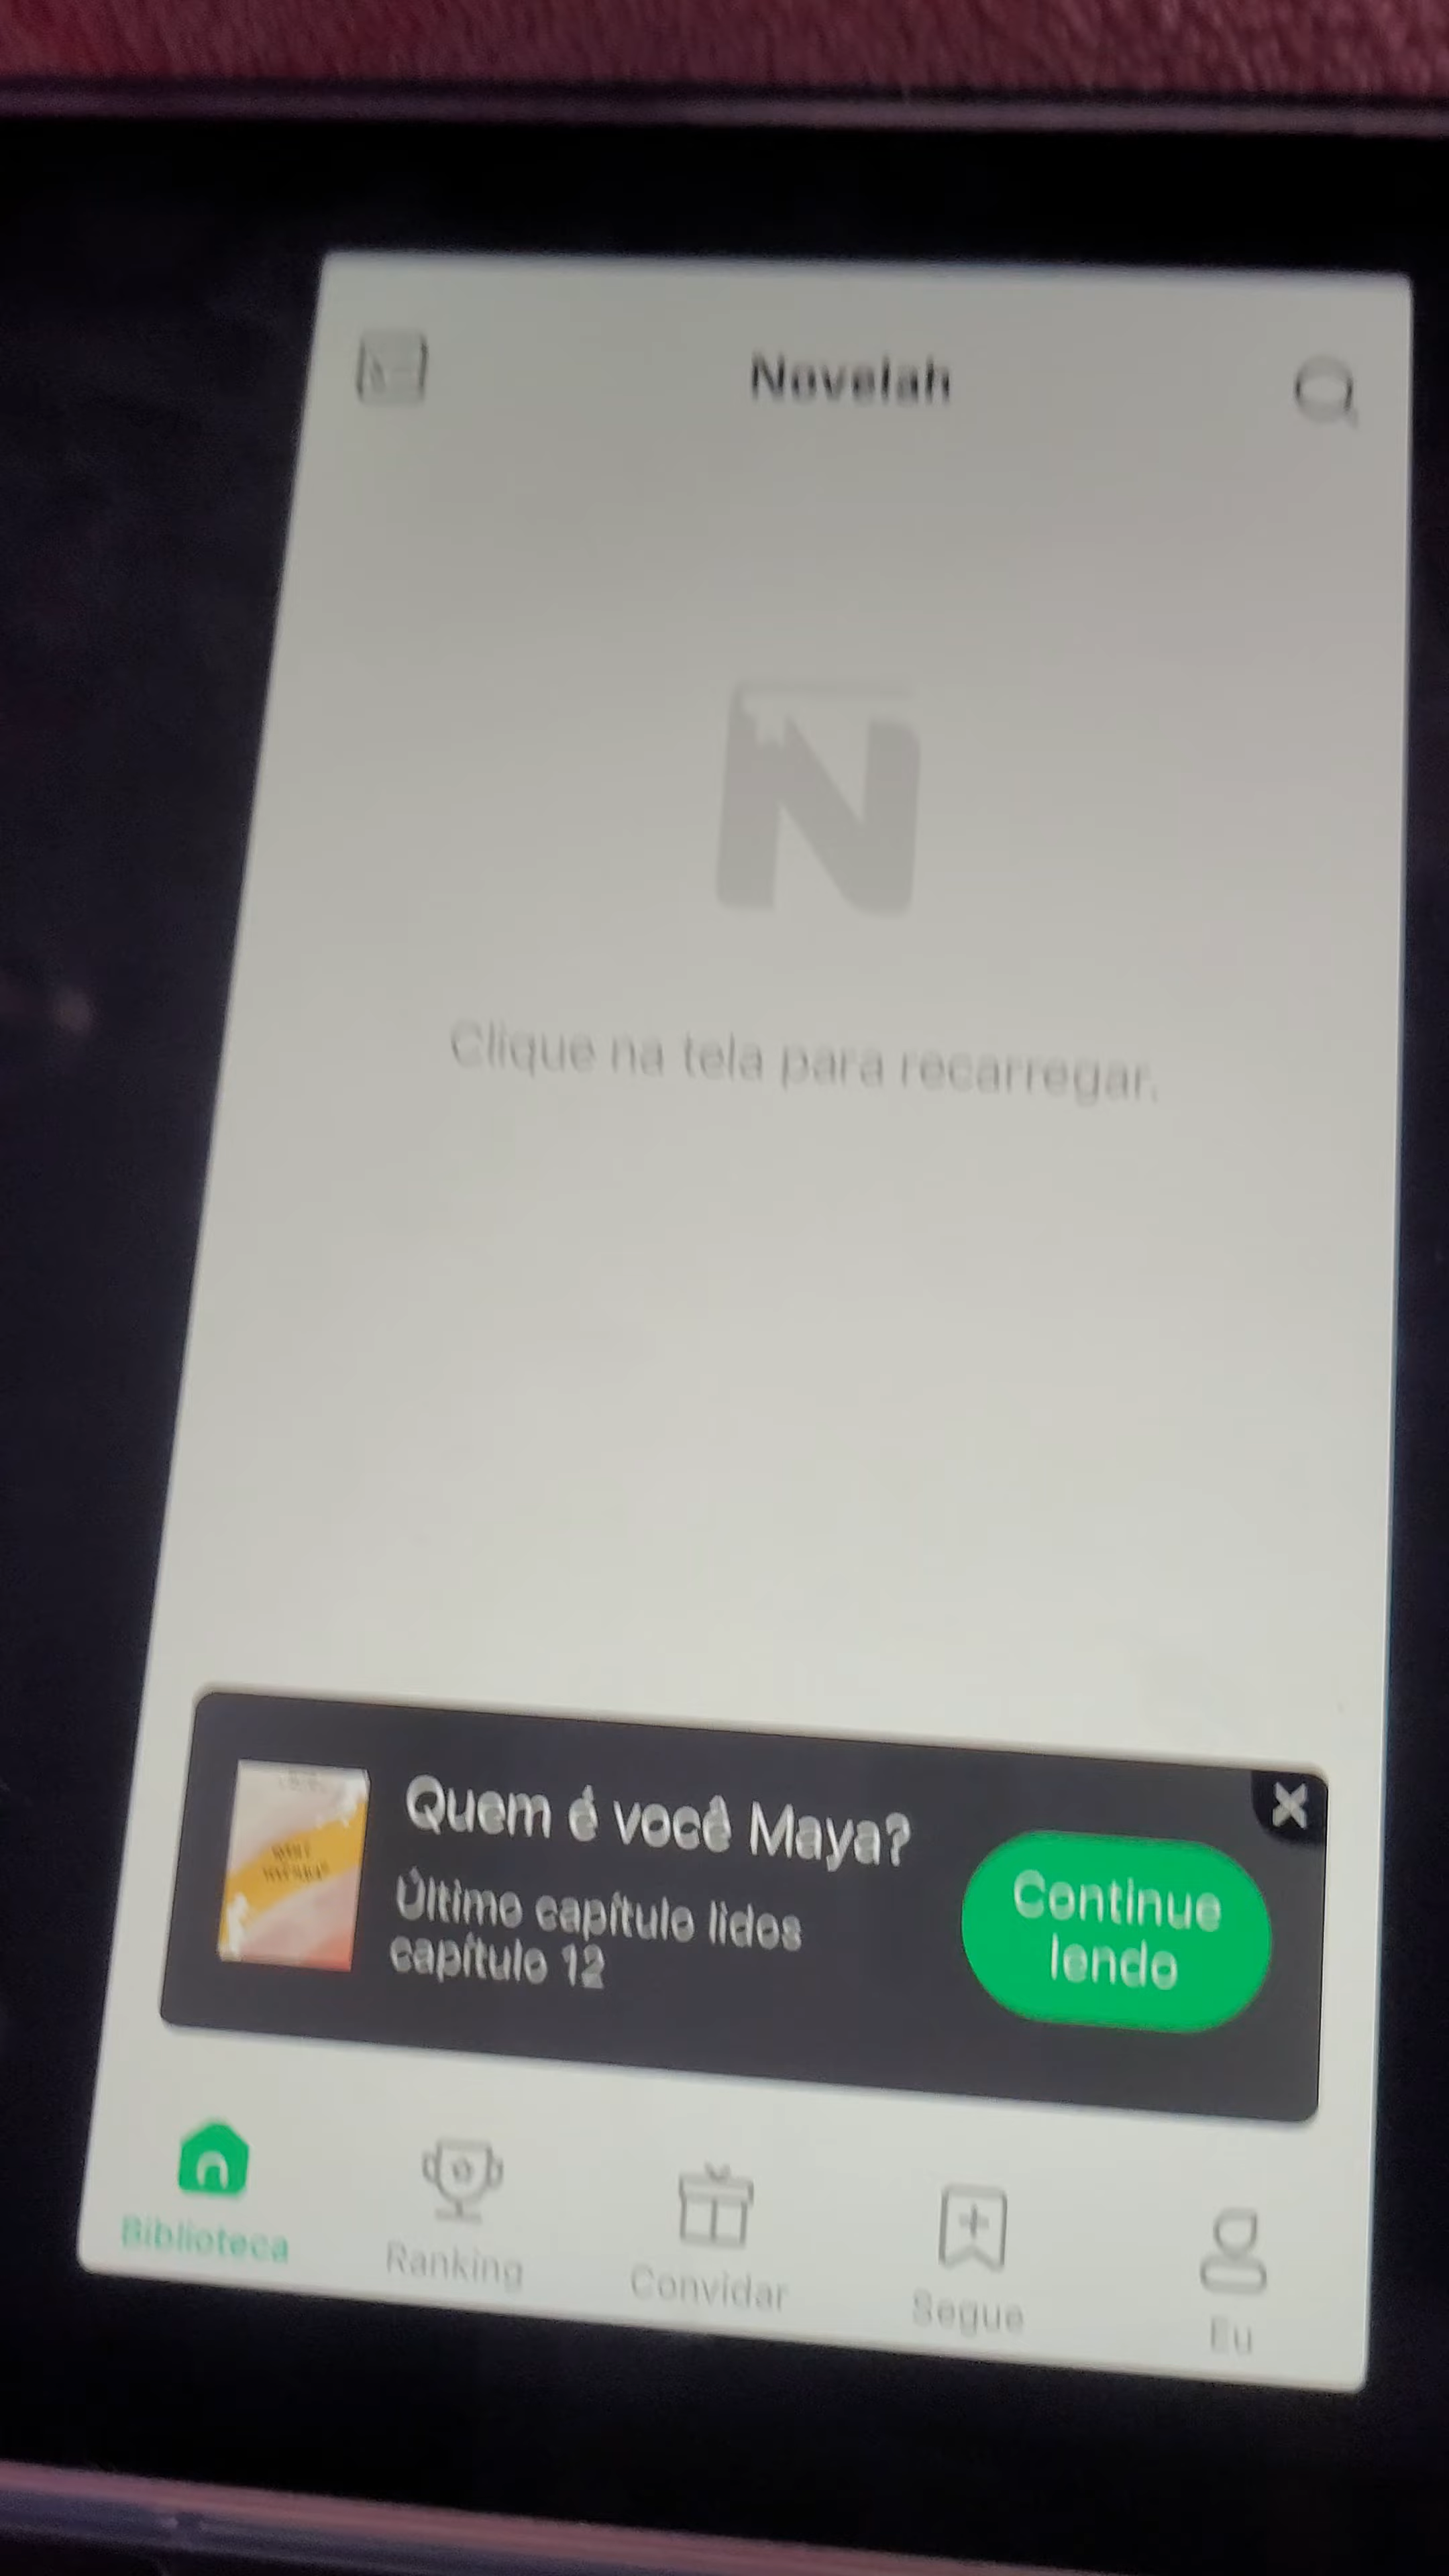 Novelah
N
Clique na tela para recarregar.
Quem é você Maya?
Último capítulo lidos
capítulo 12
Continue
lendo
Biblioteca
Ranking
Convidar
Segue
Eu